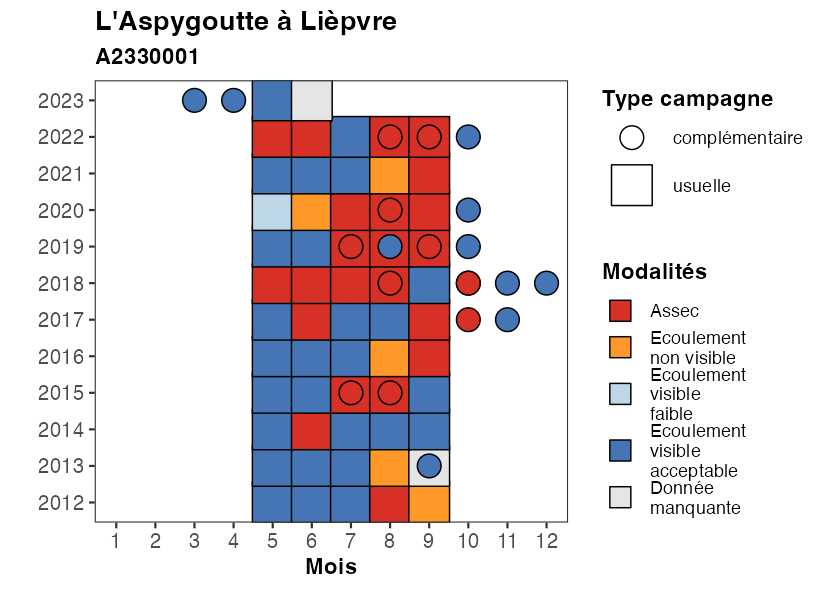 L'Aspygoutte à Lièpvre
A2330001
2023
2022
2021
2020
2019
2018
2017
2016
2015
2014
2013
2012
1 2 3 4 5 6 7 8 9 10 11 12
Mois
Type campagne
complémentaire
usuelle
Modalités
Assec
Ecoulement
non visible
Ecoulement
visible
faible
Ecoulement
visible
acceptable
Donnée
manquante